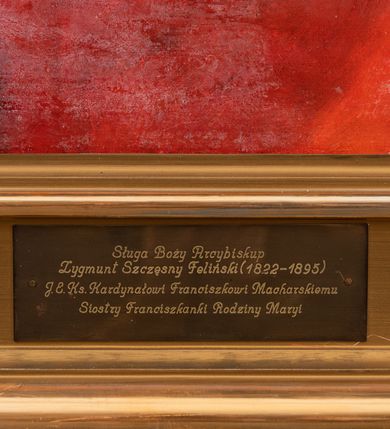 Sługa Boży Arcybiskup
Zygmunt Szczęsny Feliński (1822-1895)
J.E. Ks. Kardynałowi Franciszkowi Macharskiemu
Siostry Franciszkanki Rodziny Maryi